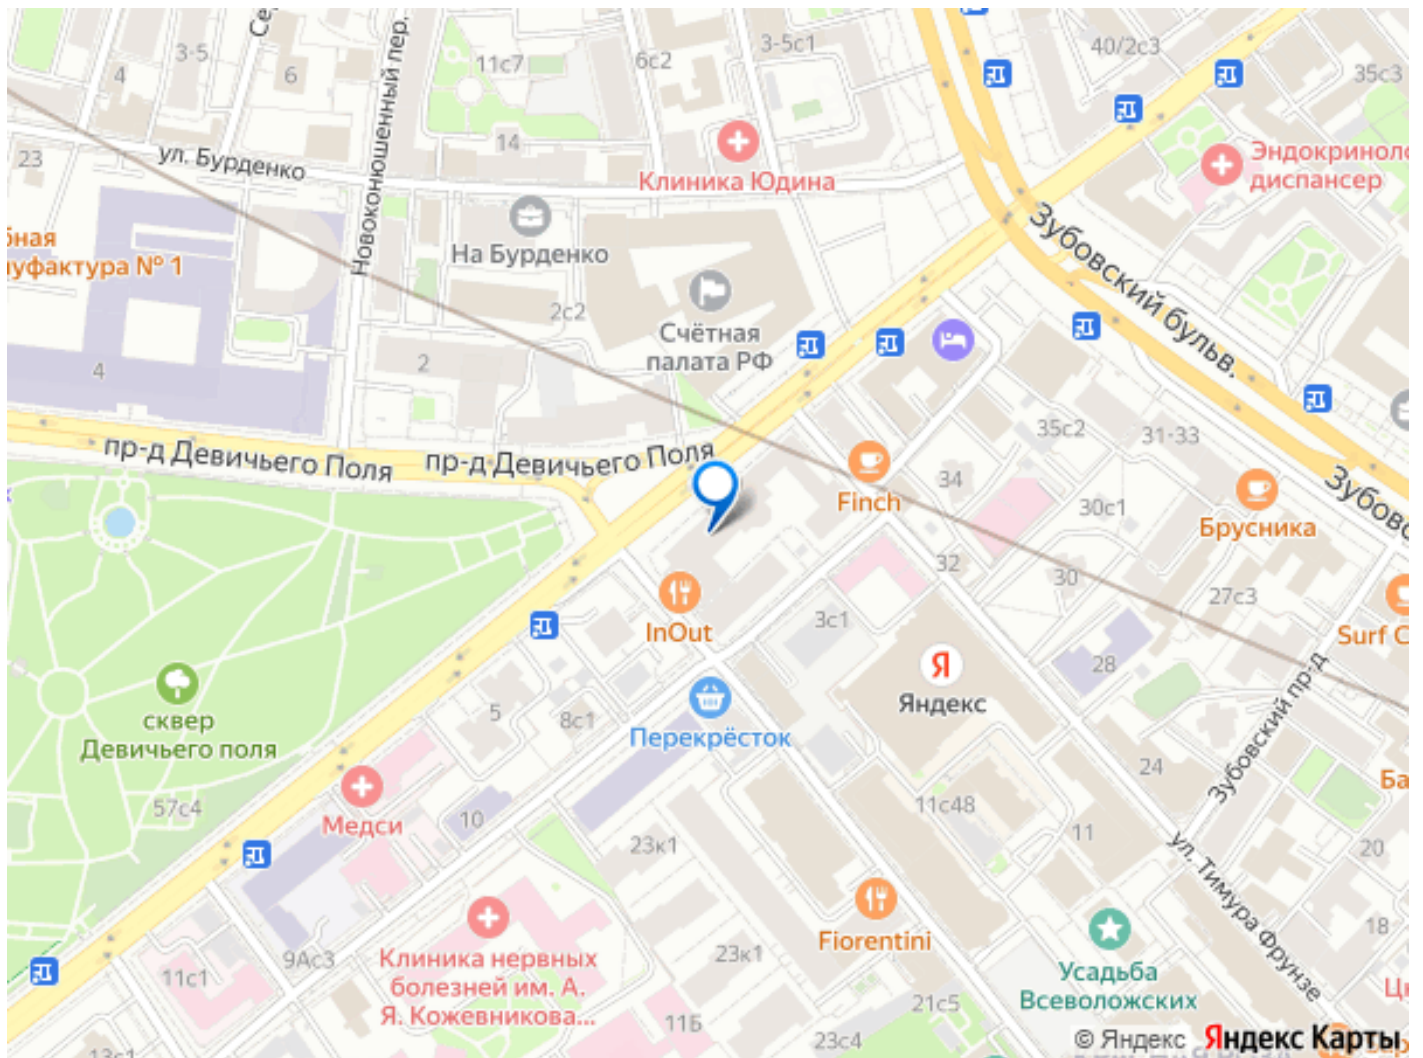 3-5
4
6
11с7
6с2
3-5с1
40/2с3
35с3
Новоконюшенный пер.
23
ул. Бурденко
14
Клиника Юдина
Эндокриноло
диспансер
бная
уфактура № 1
На Бурденко
Зубовский бульв.
2с2
Счётная
палата РФ
4
2
пр-д Девичьего Поля
пр-д Девичьего Поля
35с2
31-33
Finch
34
30с1
Брусника
Зубовс
32
30
27с3
InOut
3с1
Surf C
28
Я
Яндекс
сквер
Девичьего поля
5
8с1
Перекрёсток
Зубовский пр-д
24
Ба
57с4
Медси
10
11с48
11
23к1
20
ул. Тимура Фрунзе
18
Fiorentini
9Ас3
11с1
Клиника нервных
болезней им. А.
Я. Кожевникова...
23к1
Усадьба
Всеволожских
Ц
11Б
21с5
23с4
13с1
© Яндекс Яндекс Карты